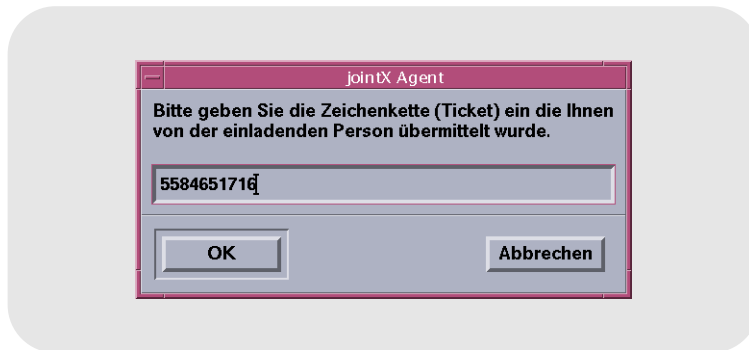 jointX Agent
Bitte geben Sie die Zeichenkette (Ticket) ein die Ihnen
von der einladenden Person übermittelt wurde.
5584651716
OK
Abbrechen